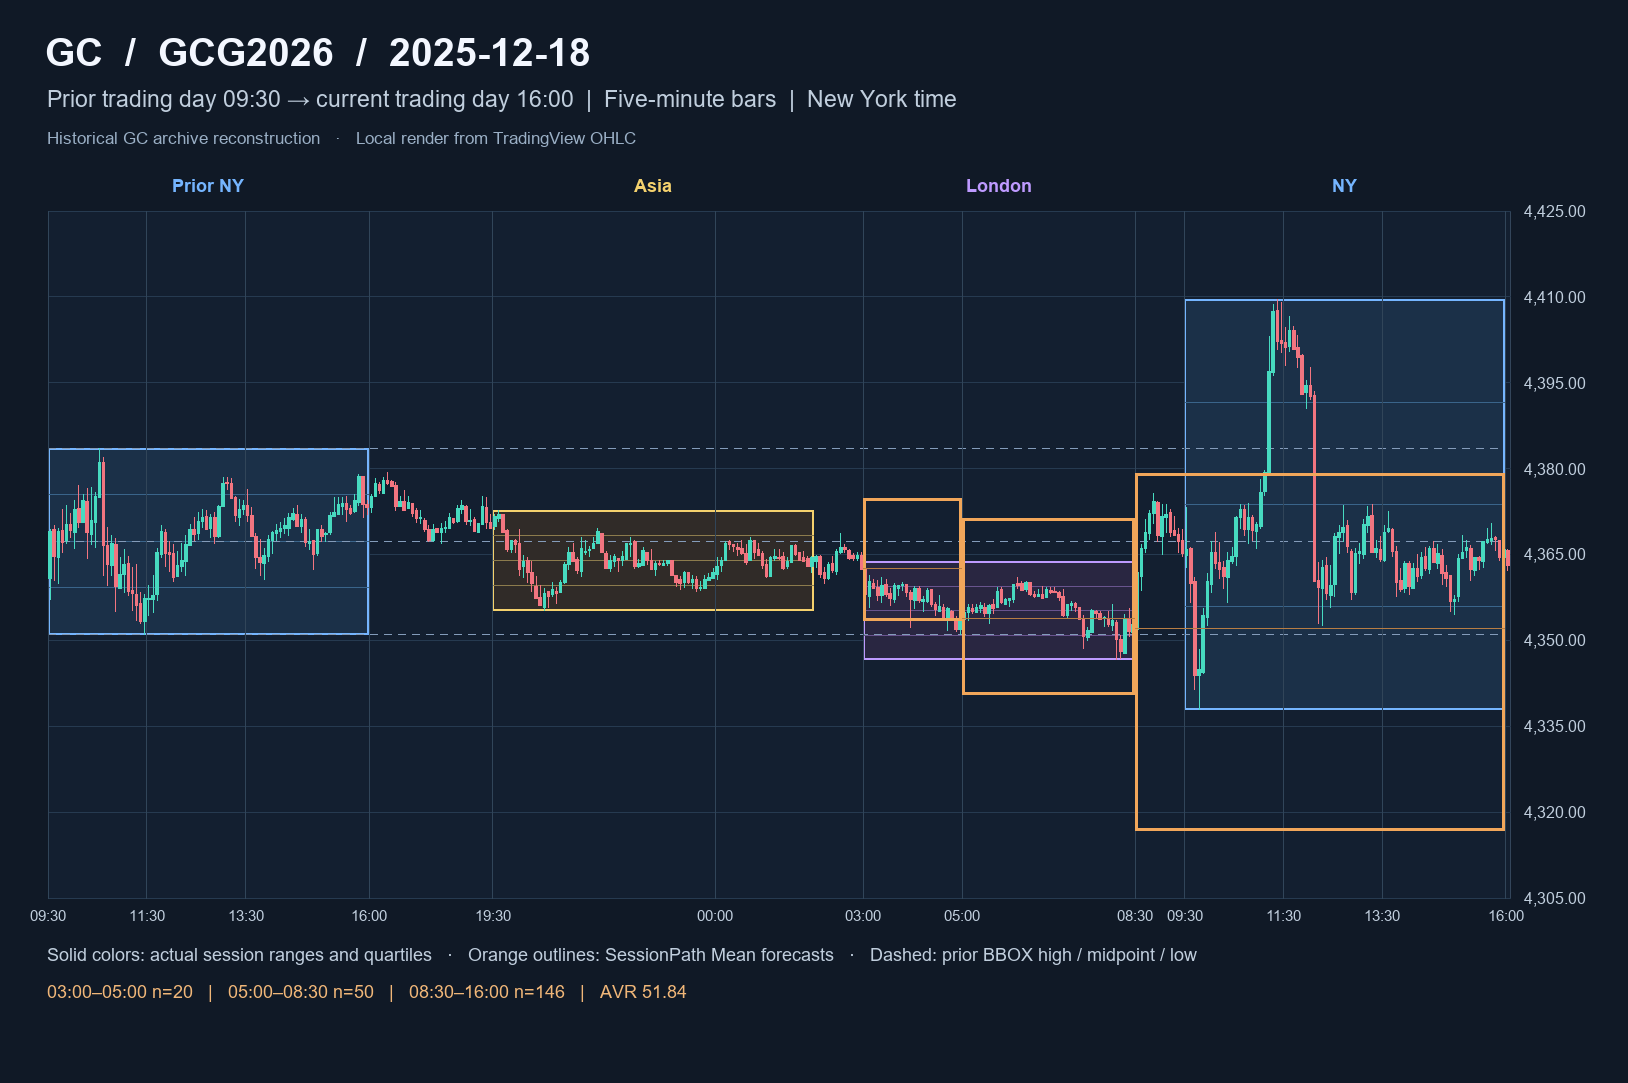 GC / GCG2026 / 2025-12-18
Prior trading day 09:30 → current trading day 16:00 | Five-minute bars | New York time
Historical GC archive reconstruction · Local render from TradingView OHLC
Prior NY Asia London NY
4,425.00
4,410.00
4,395.00
4,380.00
4,365.00
4,350.00
4,335.00
4,320.00
4,305.00
09:30 11:30 13:30 16:00 19:30 00:00 03:00 05:00 08:30 09:30 11:30 13:30 16:00
Solid colors: actual session ranges and quartiles · Orange outlines: SessionPath Mean forecasts · Dashed: prior BBOX high / midpoint / low
03:00–05:00 n=20 | 05:00–08:30 n=50 | 08:30–16:00 n=146 | AVR 51.84